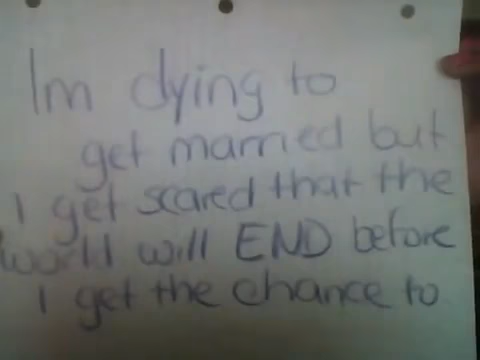 Im dying to
get married but
I get scared that the
world will END before
I get the chance to